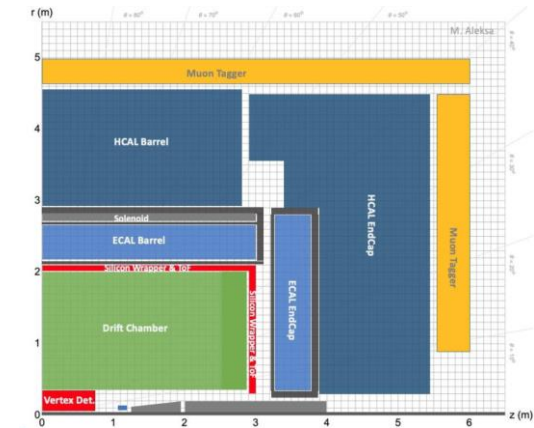 r (m)
M. Aleksa
5
Muon Tagger
4
HCAL Barrel
3
HCAL EndCap
Solenoid
ECAL Barrel
Muon Tagger
2
Silicon Wrapper & ToF
Silicon Wrapper & ToF
ECAL EndCap
Drift Chamber
1
Vertex Det.
0
0
1
2
3
4
5
6
z (m)